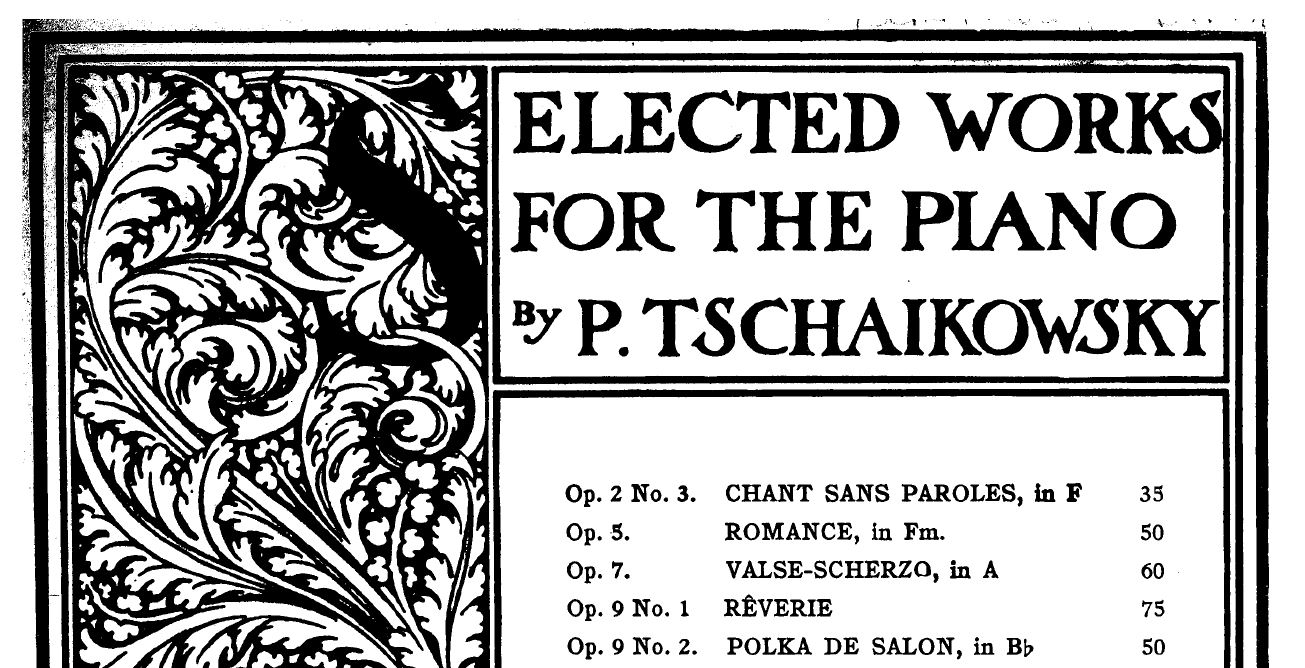 SELECTED WORKS
FOR THE PIANO
By P. TSCHAIKOWSKY
Op. 2 No. 3. CHANT SANS PAROLES, in F 35
Op. 5. ROMANCE, in Fm. 50
Op. 7. VALSE-SCHERZO, in A 60
Op. 9 No. 1 RÊVERIE 75
Op. 9 No. 2. POLKA DE SALON, in B♭ 50